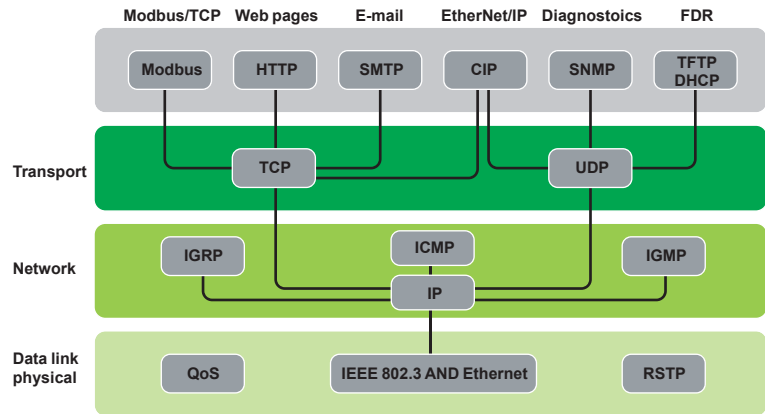 Modbus/TCP Web pages E-mail EtherNet/IP Diagnostoics FDR
Modbus HTTP SMTP CIP SNMP TFTP
DHCP
Transport TCP UDP
Network IGRP ICMP IGMP
IP
Data link
physical
QoS IEEE 802.3 AND Ethernet RSTP